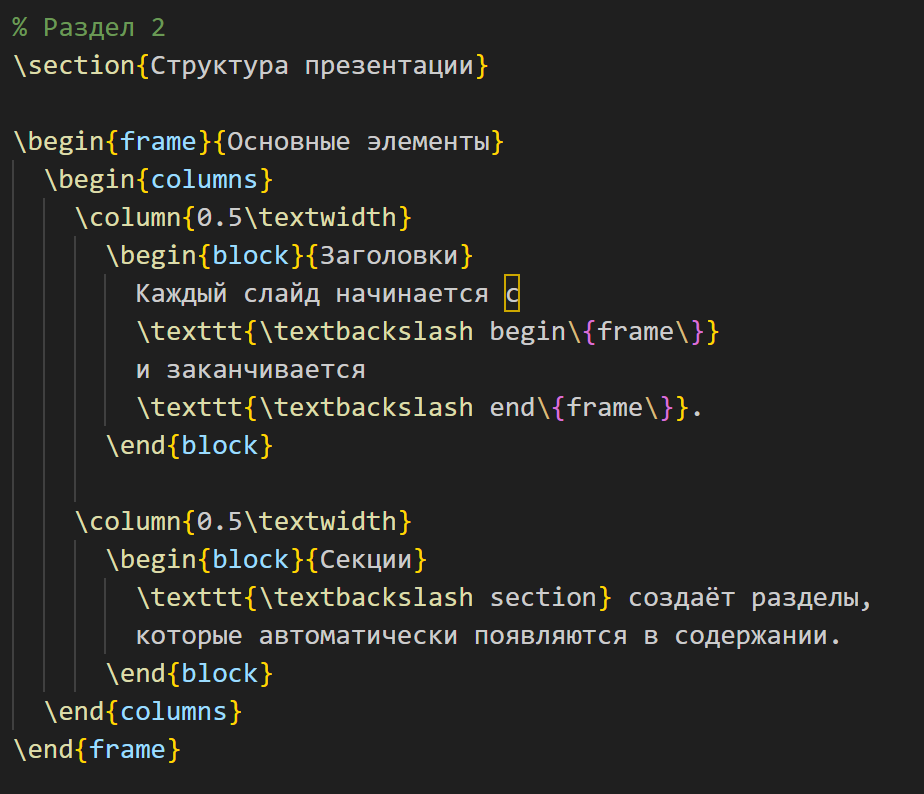 % Раздел 2
\section{Структура презентации}
\begin{frame}{Основные элементы}
\begin{columns}
\column{0.5\textwidth}
\begin{block}{Заголовки}
Каждый слайд начинается с
\texttt{\textbackslash begin\{frame\}}
и заканчивается
\texttt{\textbackslash end\{frame\}}.
\end{block}
\column{0.5\textwidth}
\begin{block}{Секции}
\texttt{\textbackslash section} создаёт разделы,
которые автоматически появляются в содержании.
\end{block}
\end{columns}
\end{frame}